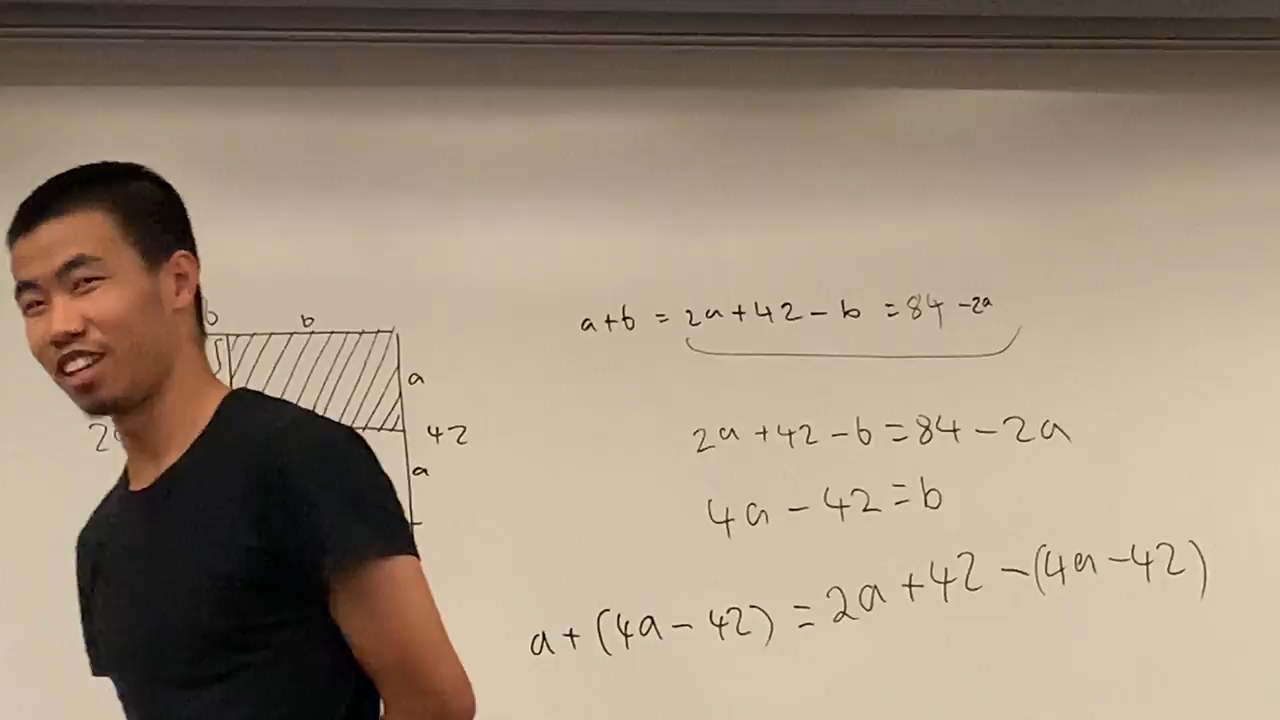 a+b = 2a+42-b = 84-2a
b b
a
42
2a+42-b=84-2a
a
4a-42=b
a+(4a-42)=2a+42-(4a-42)